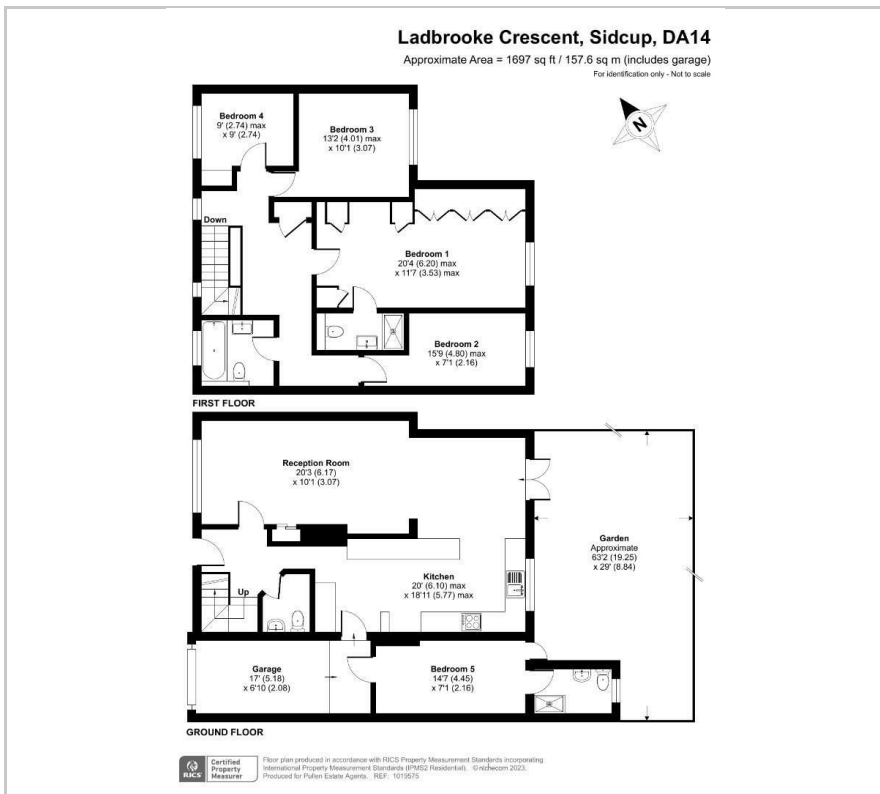 Ladbrooke Crescent, Sidcup, DA14
Approximate Area = 1697 sq ft / 157.6 sq m (includes garage)
For identification only - Not to scale
N
Bedroom 4
9' (2.74) max
x 9' (2.74)
Bedroom 3
13'2 (4.01) max
x 10'1 (3.07)
Down
Bedroom 1
20'4 (6.20) max
x 11'7 (3.53) max
Bedroom 2
15'9 (4.80) max
x 7'1 (2.16)
FIRST FLOOR
Reception Room
20'3 (6.17)
x 10'1 (3.07)
Garden
Approximate
63'2 (19.25)
x 29' (8.84)
Kitchen
20' (6.10) max
x 18'11 (5.77) max
Up
Garage
17' (5.18)
x 6'10 (2.08)
Bedroom 5
14'7 (4.45)
x 7'1 (2.16)
GROUND FLOOR
RICS
Certified
Property
Measurer
Floor plan produced in accordance with RICS Property Measurement Standards incorporating
International Property Measurement Standards (IPMS2 Residential). ©nichecom 2023.
Produced for Pullen Estate Agents. REF: 1019575